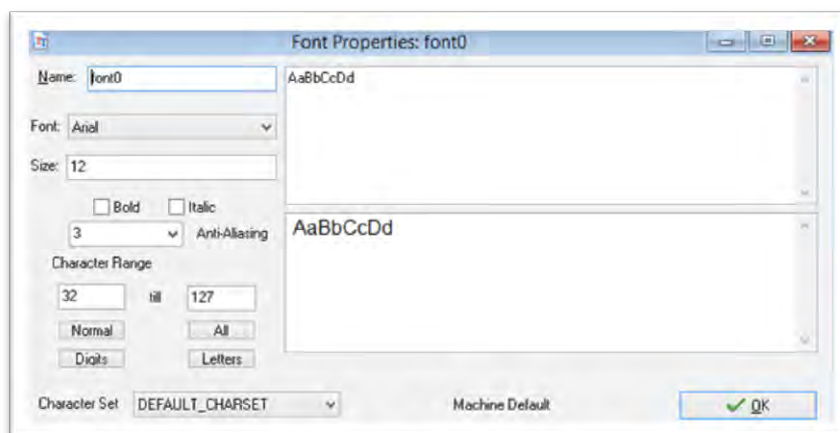 Font Properties: font0
Name: font0
AaBbCcDd
Font: Arial
Size: 12
Bold Italic
3 Anti-Aliasing
AaBbCcDd
Character Range
32 till 127
Normal All
Digits Letters
Character Set DEFAULT_CHARSET Machine Default OK